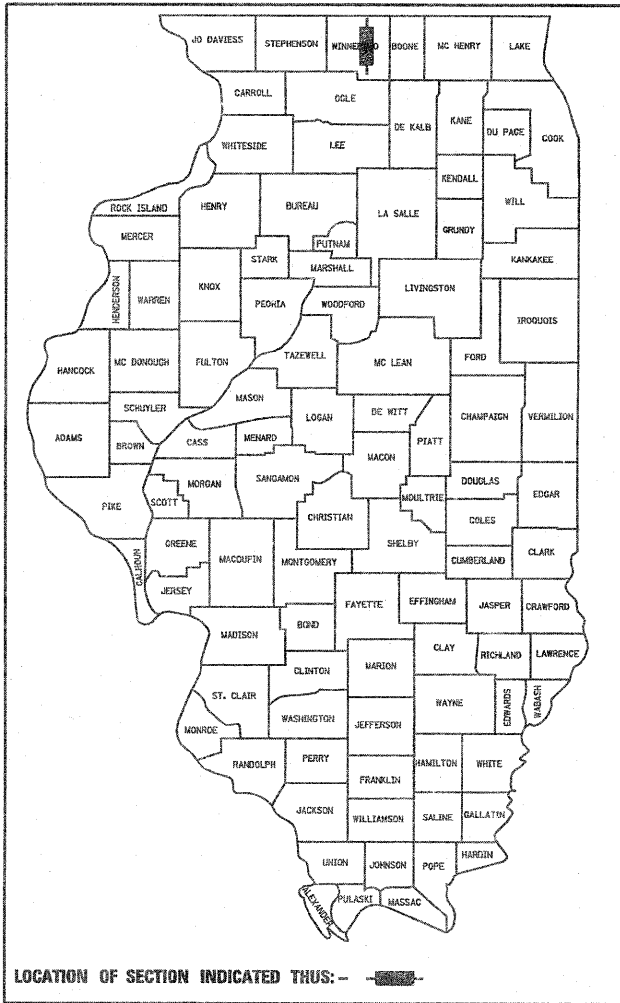 JO DAVIESS STEPHENSON WINNEBAGO BOONE MC HENRY LAKE
CARROLL OGLE
DE KALB KANE DU PAGE COOK
WHITESIDE LEE
KENDALL
ROCK ISLAND HENRY BUREAU LA SALLE WILL
MERCER PUTNAM GRUNDY
STARK MARSHALL KANKAKEE
HENDERSON WARREN KNOX PEORIA WOODFORD LIVINGSTON IROQUOIS
HANCOCK MC DONOUGH FULTON TAZEWELL MC LEAN FORD
MASON
SCHUYLER LOGAN DE WITT CHAMPAIGN VERMILION
ADAMS BROWN CASS MENARD PIATT
MACON
MORGAN SANGAMON DOUGLAS
SCOTT MOULTRIE EDGAR
PIKE CHRISTIAN COLES
GREENE SHELBY
CALHOUN MACOUPIN MONTGOMERY CUMBERLAND CLARK
JERSEY FAYETTE EFFINGHAM JASPER CRAWFORD
MADISON BOND
CLAY RICHLAND LAWRENCE
CLINTON MARION
ST. CLAIR WAYNE EDWARDS WABASH
WASHINGTON JEFFERSON
MONROE
RANDOLPH PERRY HAMILTON WHITE
FRANKLIN
JACKSON WILLIAMSON SALINE GALLATIN
HARDIN
UNION JOHNSON POPE
ALEXANDER PULASKI MASSAC
LOCATION OF SECTION INDICATED THUS: -